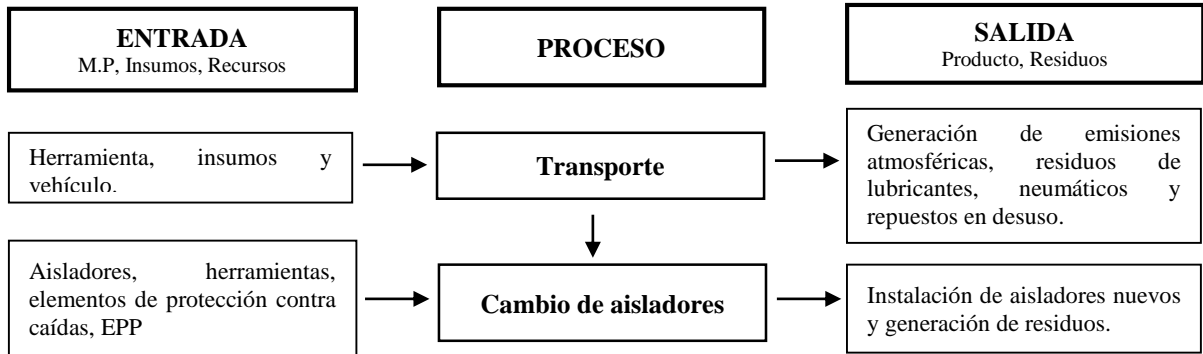 ENTRADA
M.P, Insumos, Recursos
PROCESO
SALIDA
Producto, Residuos
Herramienta, insumos y
vehículo.
Transporte
Generación de emisiones
atmosféricas, residuos de
lubricantes, neumáticos y
repuestos en desuso.
Aisladores, herramientas,
elementos de protección contra
caídas, EPP
Cambio de aisladores
Instalación de aisladores nuevos
y generación de residuos.